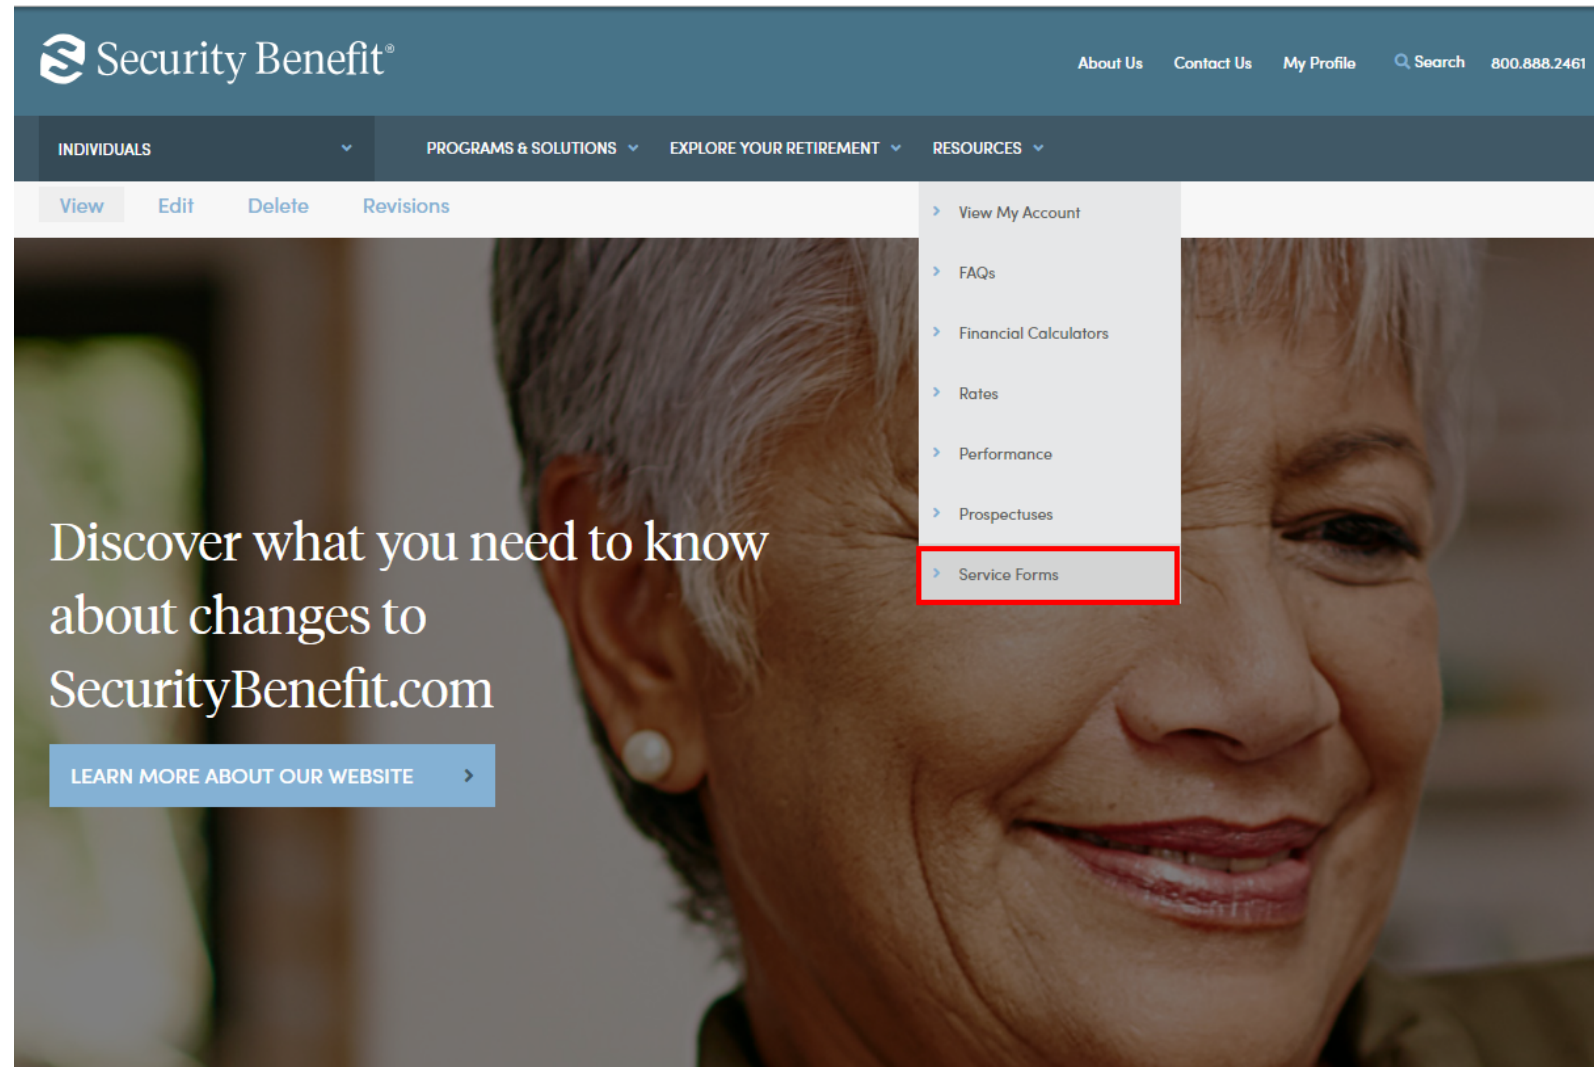 Security Benefit®
About Us Contact Us My Profile Search 800.888.2461
INDIVIDUALS PROGRAMS & SOLUTIONS EXPLORE YOUR RETIREMENT RESOURCES
View Edit Delete Revisions
View My Account
FAQs
Financial Calculators
Rates
Performance
Prospectuses
Service Forms
Discover what you need to know
about changes to
SecurityBenefit.com
LEARN MORE ABOUT OUR WEBSITE